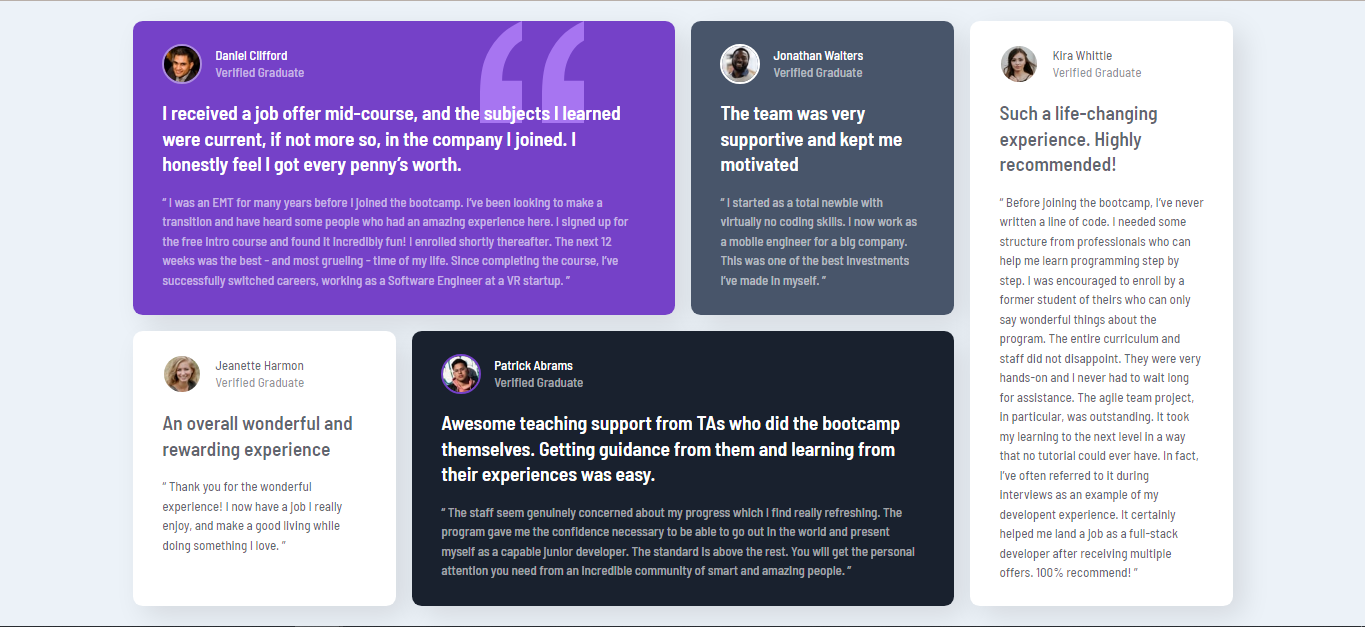 Daniel Clifford
Verified Graduate
I received a job offer mid-course, and the subjects I learned
were current, if not more so, in the company I joined. I
honestly feel I got every penny’s worth.
“ I was an EMT for many years before I joined the bootcamp. I’ve been looking to make a
transition and have heard some people who had an amazing experience here. I signed up for
the free intro course and found it incredibly fun! I enrolled shortly thereafter. The next 12
weeks was the best - and most grueling - time of my life. Since completing the course, I’ve
successfully switched careers, working as a Software Engineer at a VR startup. ”
Jonathan Walters
Verified Graduate
The team was very
supportive and kept me
motivated
“ I started as a total newbie with
virtually no coding skills. I now work as
a mobile engineer for a big company.
This was one of the best investments
I’ve made in myself. ”
Kira Whittle
Verified Graduate
Such a life-changing
experience. Highly
recommended!
“ Before joining the bootcamp, I’ve never
written a line of code. I needed some
structure from professionals who can
help me learn programming step by
step. I was encouraged to enroll by a
former student of theirs who can only
say wonderful things about the
program. The entire curriculum and
staff did not disappoint. They were very
hands-on and I never had to wait long
for assistance. The agile team project,
in particular, was outstanding. It took
my learning to the next level in a way
that no tutorial could ever have. In fact,
I’ve often referred to it during
interviews as an example of my
developent experience. It certainly
helped me land a job as a full-stack
developer after receiving multiple
offers. 100% recommend! ”
Jeanette Harmon
Verified Graduate
An overall wonderful and
rewarding experience
“ Thank you for the wonderful
experience! I now have a job I really
enjoy, and make a good living while
doing something I love. ”
Patrick Abrams
Verified Graduate
Awesome teaching support from TAs who did the bootcamp
themselves. Getting guidance from them and learning from
their experiences was easy.
“ The staff seem genuinely concerned about my progress which I find really refreshing. The
program gave me the confidence necessary to be able to go out in the world and present
myself as a capable junior developer. The standard is above the rest. You will get the personal
attention you need from an incredible community of smart and amazing people. ”